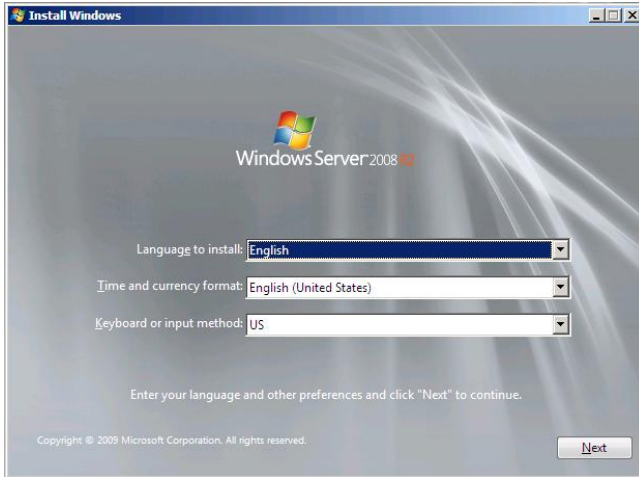 Install Windows
Windows Server 2008 R2
Language to install: English
Time and currency format: English (United States)
Keyboard or input method: US
Enter your language and other preferences and click "Next" to continue.
Copyright © 2009 Microsoft Corporation. All rights reserved.
Next